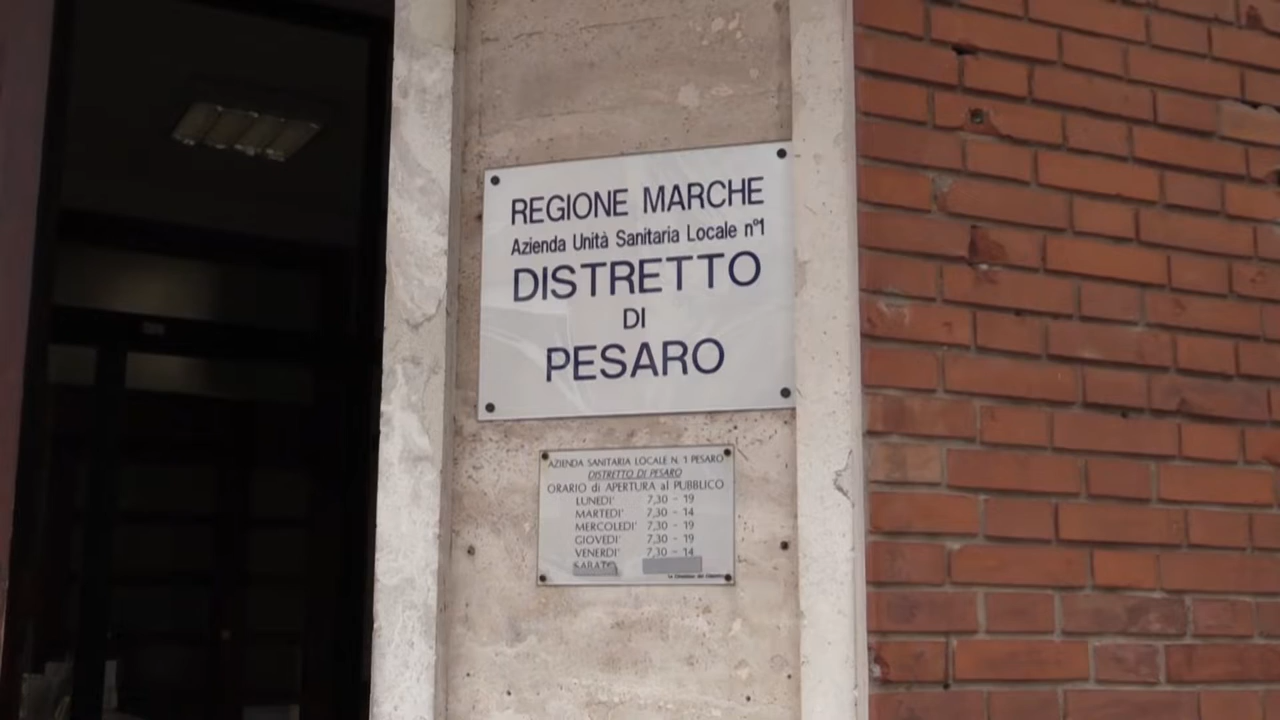 REGIONE MARCHE
Azienda Unità Sanitaria Locale n°1
DISTRETTO
DI
PESARO
AZIENDA SANITARIA LOCALE N. 1 PESARO
DISTRETTO DI PESARO
ORARIO di APERTURA al PUBBLICO
LUNEDI' 7,30 - 19
MARTEDI' 7,30 - 14
MERCOLEDI' 7,30 - 19
GIOVEDI' 7,30 - 19
VENERDI' 7,30 - 14
SABATO